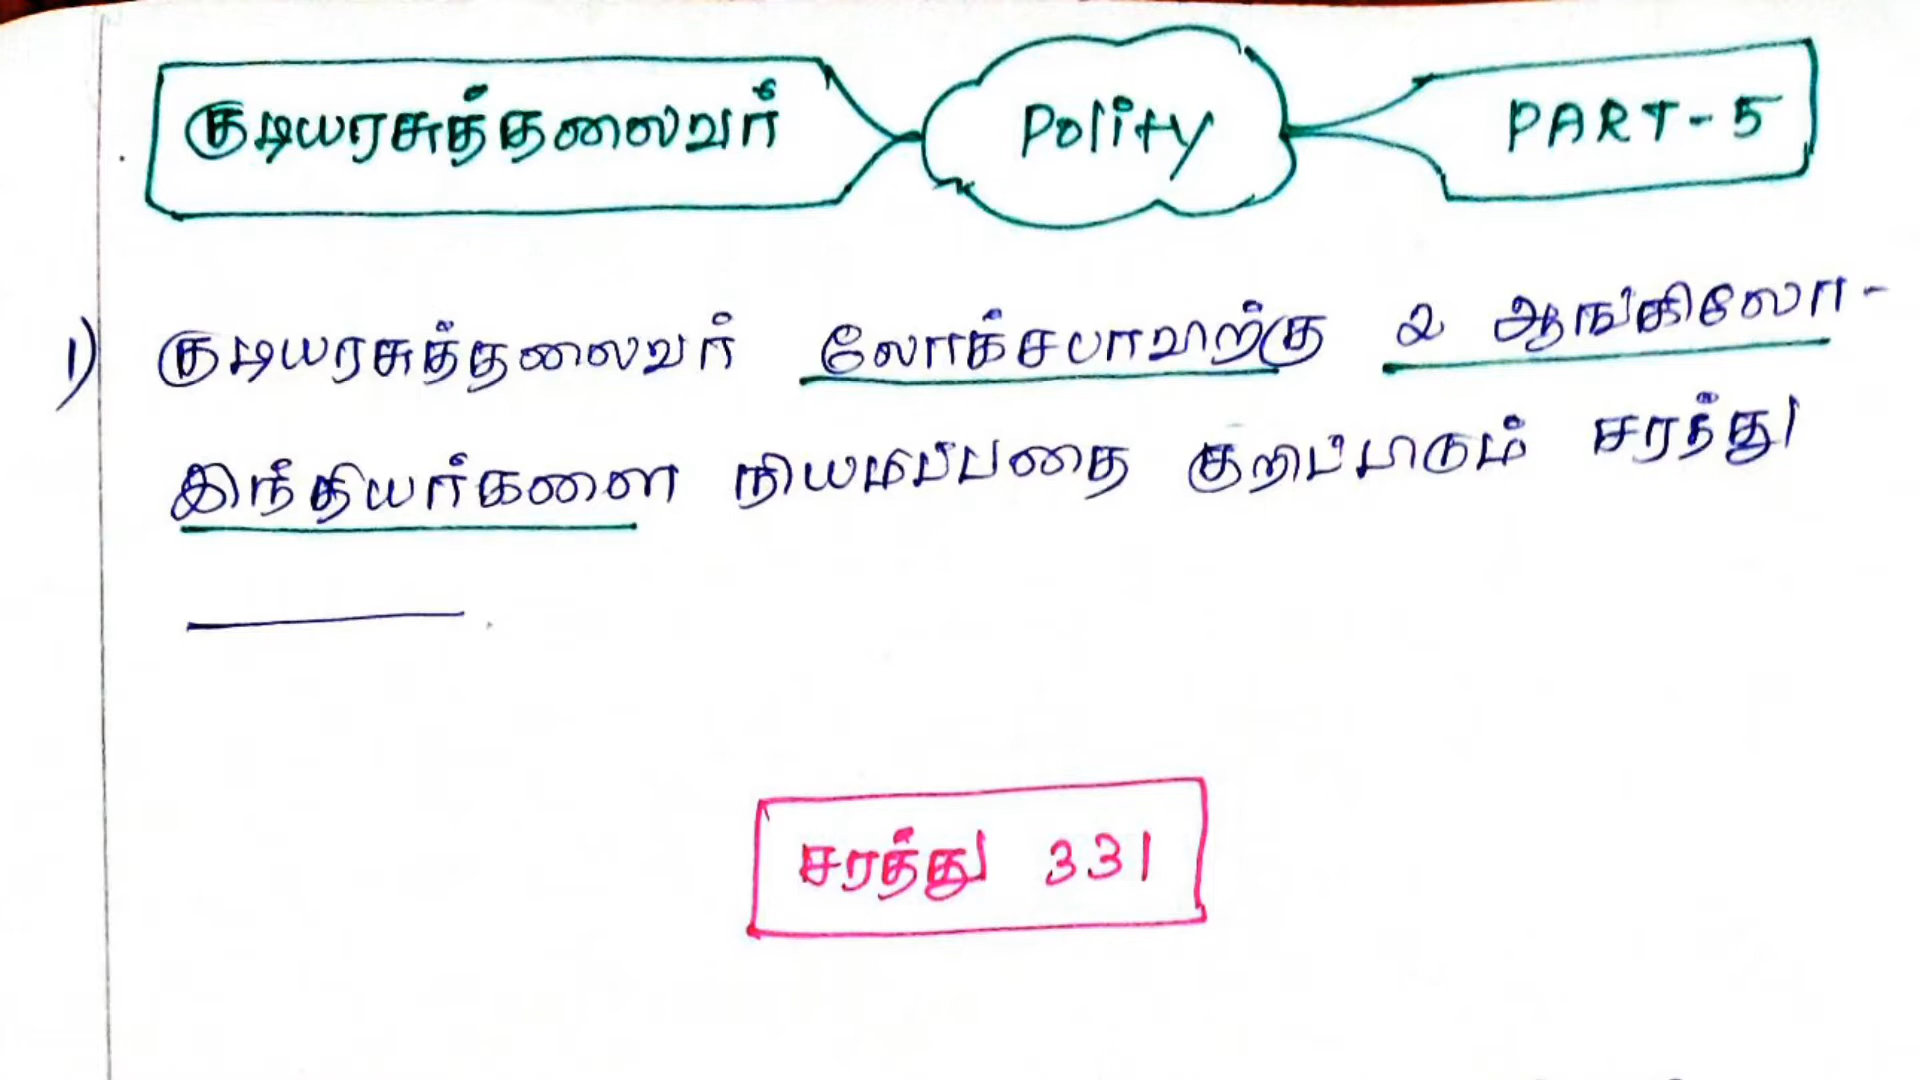 குடியரசுத்தலைவர் Polity PART-5
1) குடியரசுத்தலைவர் லோக்சபாவிற்கு 2 ஆங்கிலோ-
இந்தியர்களை நியமிப்பதை குறிப்பிடும் சரத்து
சரத்து 331